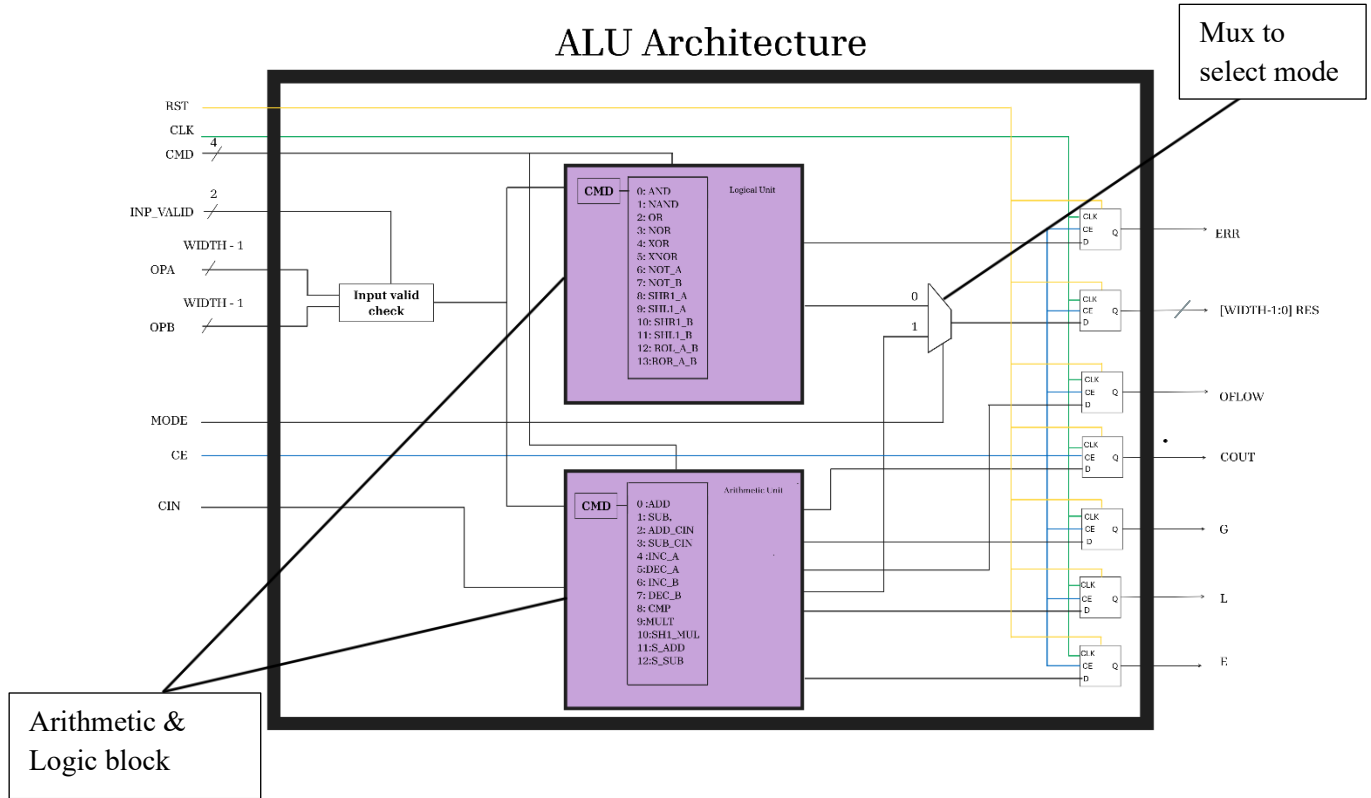 ALU Architecture
Mux to
select mode
RST
CLK
CMD
4
INP_VALID
2
WIDTH - 1
OPA
WIDTH - 1
OPB
MODE
CE
CIN
Input valid
check
CMD
Logical Unit
0: AND
1: NAND
2: OR
3: NOR
4: XOR
5: XNOR
6: NOT_A
7: NOT_B
8: SHR1_A
9: SHL1_A
10: SHR1_B
11: SHL1_B
12: ROL_A_B
13:ROR_A_B
0
1
CMD
Arithmetic Unit
0 :ADD
1: SUB,
2: ADD_CIN
3: SUB_CIN
4 :INC_A
5:DEC_A
6: INC_B
7: DEC_B
8: CMP
9:MULT
10:SH1_MUL
11:S_ADD
12:S_SUB
CLK
CE Q
D
ERR
CLK
CE Q
D
[WIDTH-1:0] RES
CLK
CE Q
D
OFLOW
CLK
CE Q
D
COUT
CLK
CE Q
D
G
CLK
CE Q
D
L
CLK
CE Q
D
E
Arithmetic &
Logic block